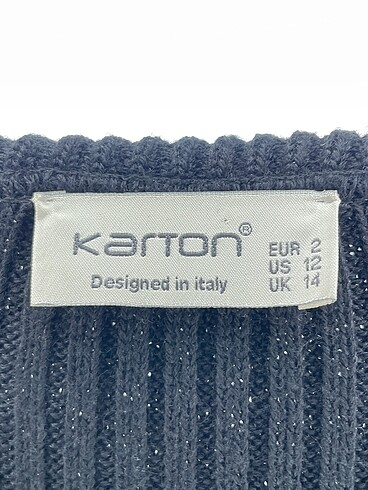 Karton®
Designed in italy
EUR 2
US 12
UK 14